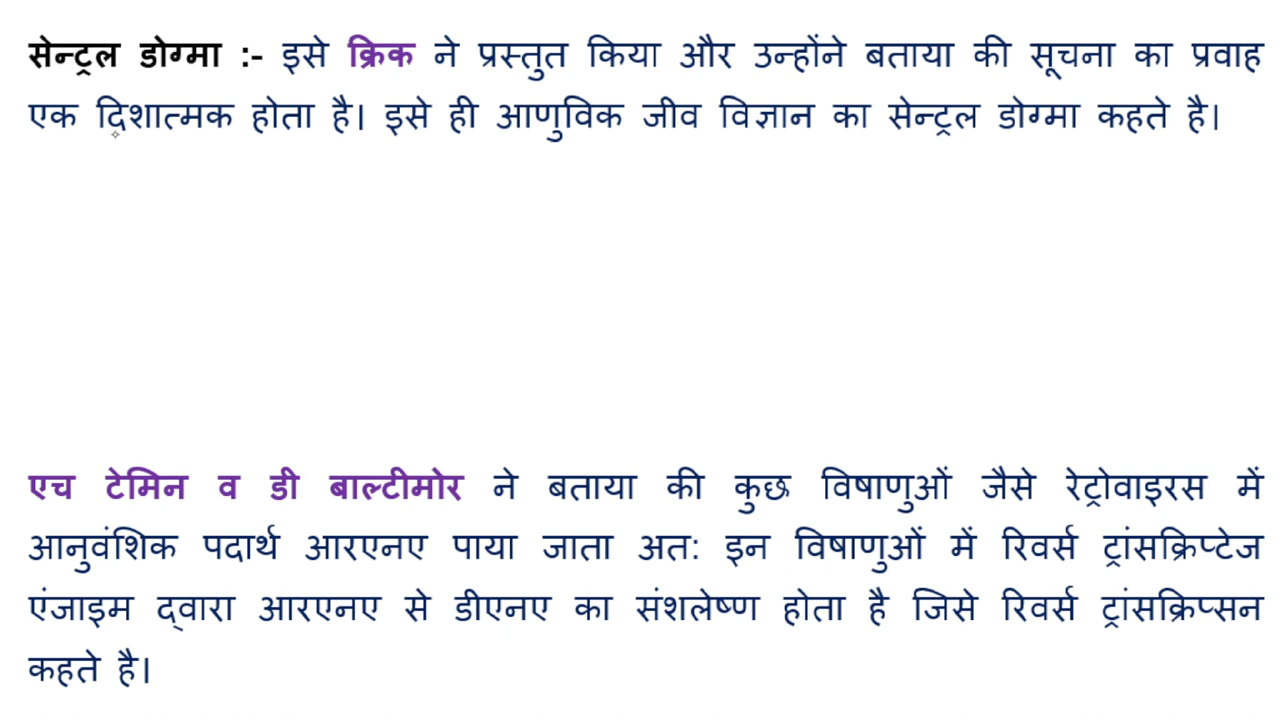 सेन्ट्रल डोग्मा :- इसे क्रिक ने प्रस्तुत किया और उन्होंने बताया की सूचना का प्रवाह
एक दिशात्मक होता है। इसे ही आणुविक जीव विज्ञान का सेन्ट्रल डोग्मा कहते है।
एच टेमिन व डी बाल्टीमोर ने बताया की कुछ विषाणुओं जैसे रेट्रोवाइरस में
आनुवंशिक पदार्थ आरएनए पाया जाता अत: इन विषाणुओं में रिवर्स ट्रांसक्रिप्टेज
एंजाइम द्वारा आरएनए से डीएनए का संशलेष्ण होता है जिसे रिवर्स ट्रांसक्रिप्सन
कहते है।